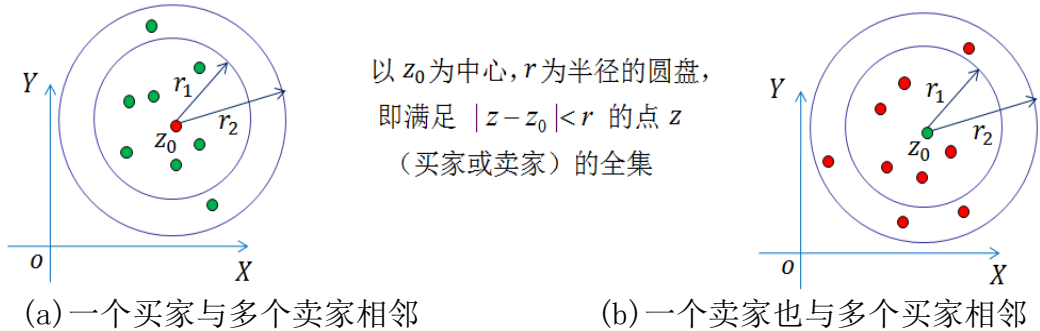 Y
r₁
r₂
z₀
o
X
以 z₀ 为中心，r 为半径的圆盘，
即满足 |z − z₀| < r 的点 z
（买家或卖家）的全集
Y
r₁
r₂
z₀
o
X
(a)一个买家与多个卖家相邻
(b)一个卖家也与多个买家相邻